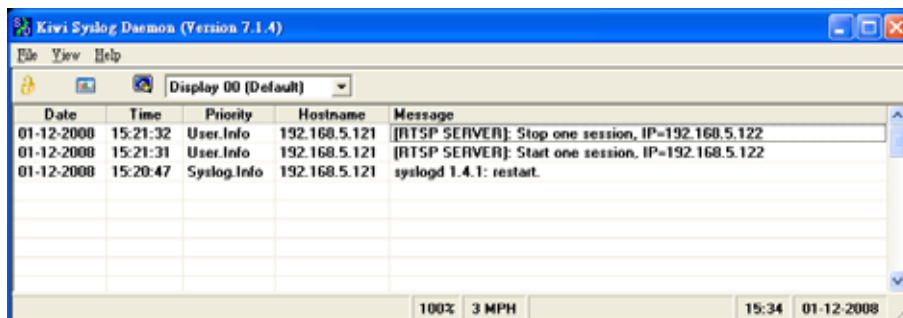 Kiwi Syslog Daemon (Version 7.1.4)
File View Help
Display 00 (Default)
Date Time Priority Hostname Message
01-12-2008 15:21:32 User.Info 192.168.5.121 [RTSP SERVER]: Stop one session, IP=192.168.5.122
01-12-2008 15:21:31 User.Info 192.168.5.121 [RTSP SERVER]: Start one session, IP=192.168.5.122
01-12-2008 15:20:47 Syslog.Info 192.168.5.121 syslogd 1.4.1: restart.
100% 3 MPH 15:34 01-12-2008